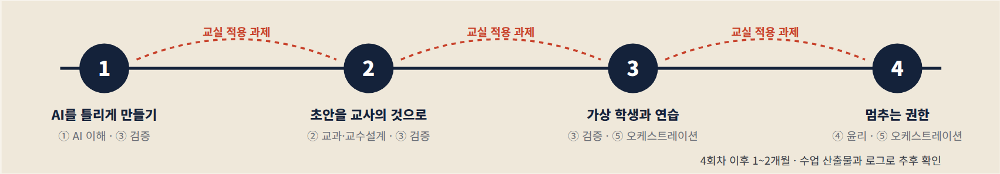 교실 적용 과제
교실 적용 과제
교실 적용 과제
1
2
3
4
AI를 틀리게 만들기
초안을 교사의 것으로
가상 학생과 연습
멈추는 권한
① AI 이해 · ③ 검증
② 교과·교수설계 · ③ 검증
③ 검증 · ⑤ 오케스트레이션
④ 윤리 · ⑤ 오케스트레이션
4회차 이후 1~2개월 · 수업 산출물과 로그로 추후 확인